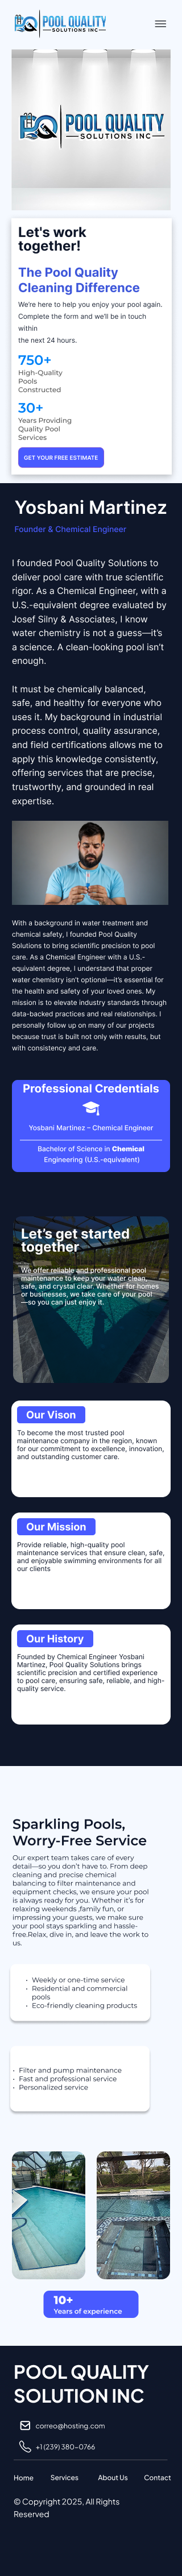 POOL QUALITY
SOLUTIONS INC
POOL QUALITY
SOLUTIONS INC
Let's work
together!
The Pool Quality
Cleaning Difference
We're here to help you enjoy your pool again.
Complete the form and we'll be in touch
within
the next 24 hours.
750+
High-Quality
Pools
Constructed
30+
Years Providing
Quality Pool
Services
GET YOUR FREE ESTIMATE
Yosbani Martinez
Founder & Chemical Engineer
I founded Pool Quality Solutions to
deliver pool care with true scientific
rigor. As a Chemical Engineer, with a
U.S.-equivalent degree evaluated by
Josef Silny & Associates, I know
water chemistry is not a guess—it's
a science. A clean-looking pool isn't
enough.
It must be chemically balanced,
safe, and healthy for everyone who
uses it. My background in industrial
process control, quality assurance,
and field certifications allows me to
apply this knowledge consistently,
offering services that are precise,
trustworthy, and grounded in real
expertise.
With a background in water treatment and
chemical safety, I founded Pool Quality
Solutions to bring scientific precision to pool
care. As a Chemical Engineer with a U.S.-
equivalent degree, I understand that proper
water chemistry isn't optional—it's essential for
the health and safety of your loved ones. My
mission is to elevate industry standards through
data-backed practices and real relationships. I
personally follow up on many of our projects
because trust is built not only with results, but
with consistency and care.
Professional Credentials
Yosbani Martinez – Chemical Engineer
Bachelor of Science in Chemical
Engineering (U.S.-equivalent)
Let's get started
together
We offer reliable and professional pool
maintenance to keep your water clean,
safe, and crystal clear. Whether for homes
or businesses, we take care of your pool
—so you can just enjoy it.
Our Vison
To become the most trusted pool
maintenance company in the region, known
for our commitment to excellence, innovation,
and outstanding customer care.
Our Mission
Provide reliable, high-quality pool
maintenance services that ensure clean, safe,
and enjoyable swimming environments for all
our clients
Our History
Founded by Chemical Engineer Yosbani
Martinez, Pool Quality Solutions brings
scientific precision and certified experience
to pool care, ensuring safe, reliable, and high-
quality service.
Sparkling Pools,
Worry-Free Service
Our expert team takes care of every
detail—so you don't have to. From deep
cleaning and precise chemical
balancing to filter maintenance and
equipment checks, we ensure your pool
is always ready for you. Whether it's for
relaxing weekends ,family fun, or
impressing your guests, we make sure
your pool stays sparkling and hassle-
free.Relax, dive in, and leave the work to
us.
• Weekly or one-time service
• Residential and commercial
pools
• Eco-friendly cleaning products
• Filter and pump maintenance
• Fast and professional service
• Personalized service
10+
Years of experience
POOL QUALITY
SOLUTION INC
correo@hosting.com
+1 (239) 380-0766
Home Services About Us Contact
© Copyright 2025, All Rights
Reserved